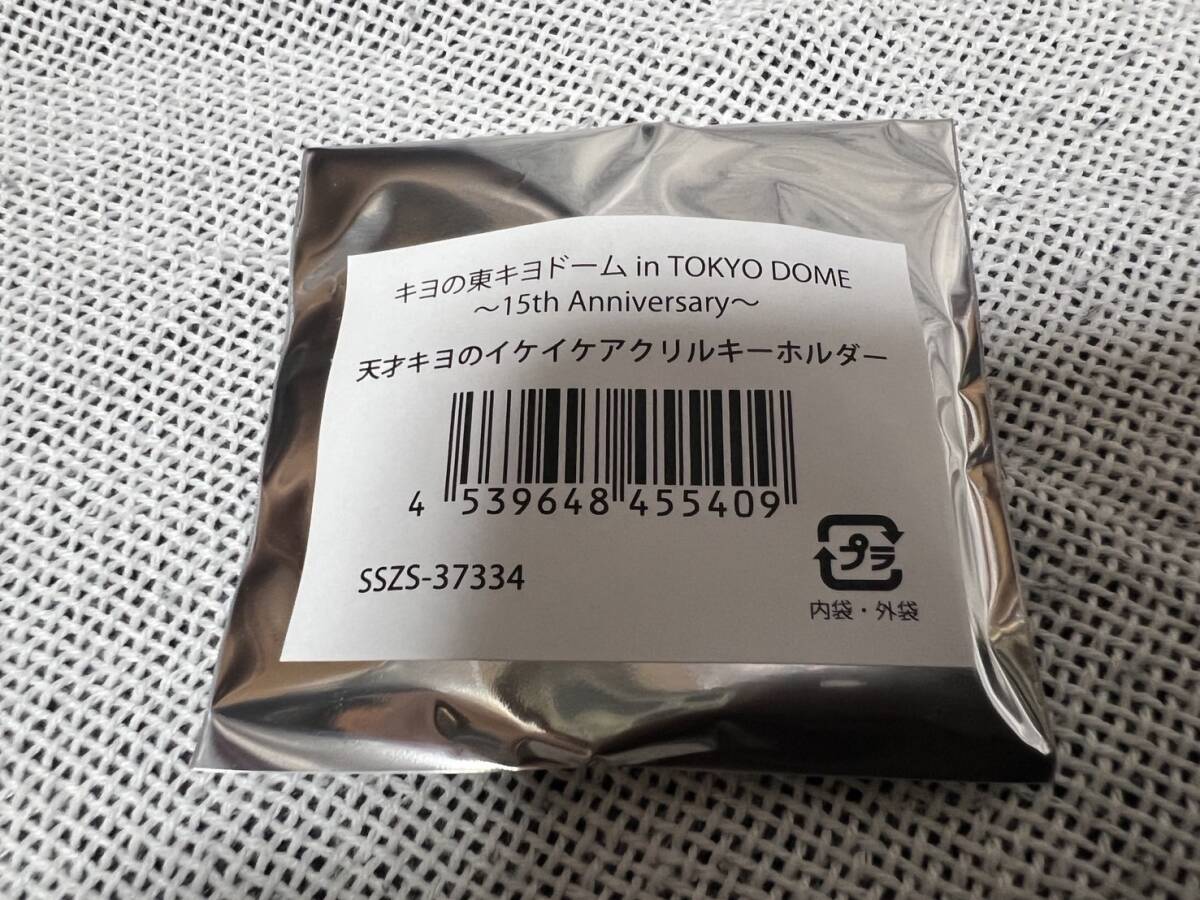 キヨの東キヨドーム in TOKYO DOME
～15th Anniversary～
天才キヨのイケイケアクリルキーホルダー
4 539648 455409
SSZS-37334
プラ
内袋・外袋